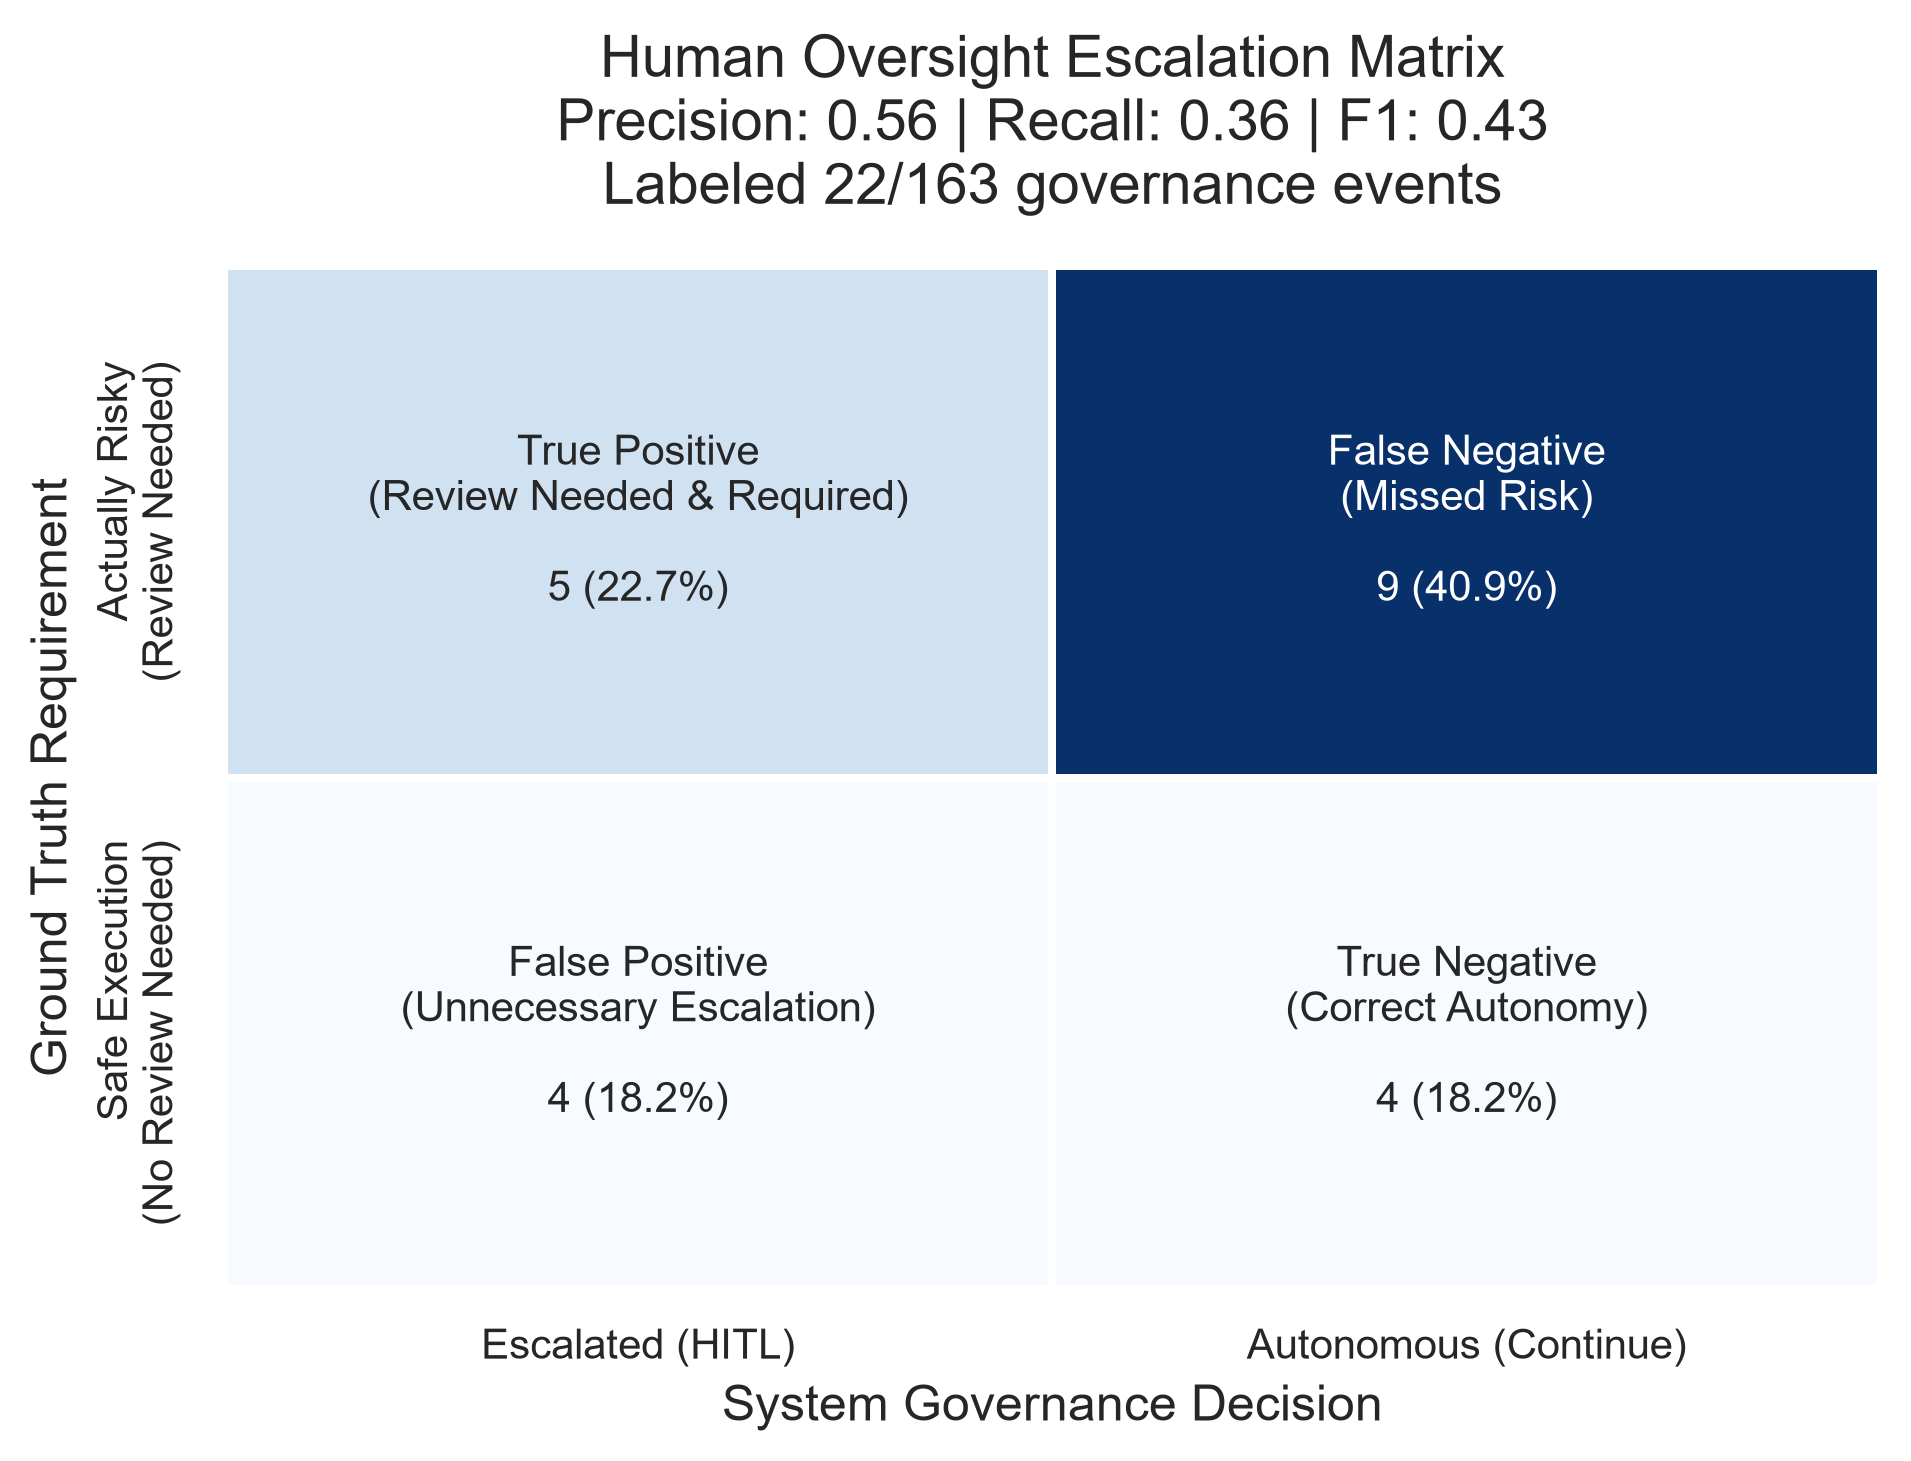 Human Oversight Escalation Matrix
Precision: 0.56 | Recall: 0.36 | F1: 0.43
Labeled 22/163 governance events
Ground Truth Requirement
Actually Risky
(Review Needed)
True Positive
(Review Needed & Required)
5 (22.7%)
False Negative
(Missed Risk)
9 (40.9%)
Safe Execution
(No Review Needed)
False Positive
(Unnecessary Escalation)
4 (18.2%)
True Negative
(Correct Autonomy)
4 (18.2%)
Escalated (HITL)
Autonomous (Continue)
System Governance Decision